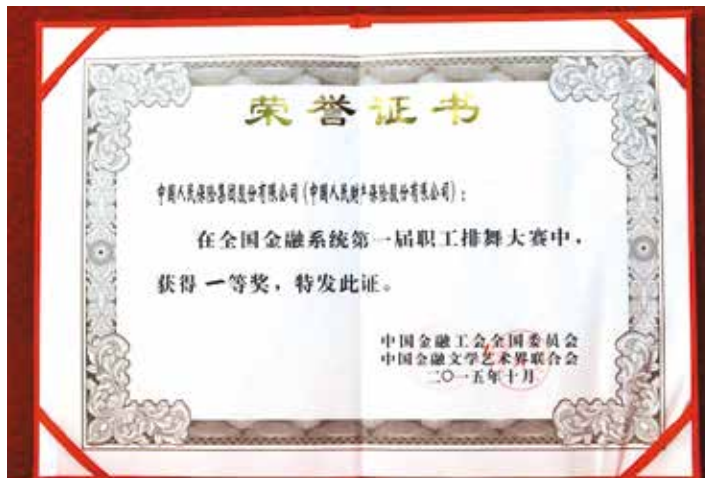 荣誉证书
中国人民保险集团股份有限公司(中国人民财产保险股份有限公司):
在全国金融系统第一届职工排舞大赛中,
获得一等奖,特发此证。
中国金融工会全国委员会
中国金融文学艺术界联合会
二〇一五年十月